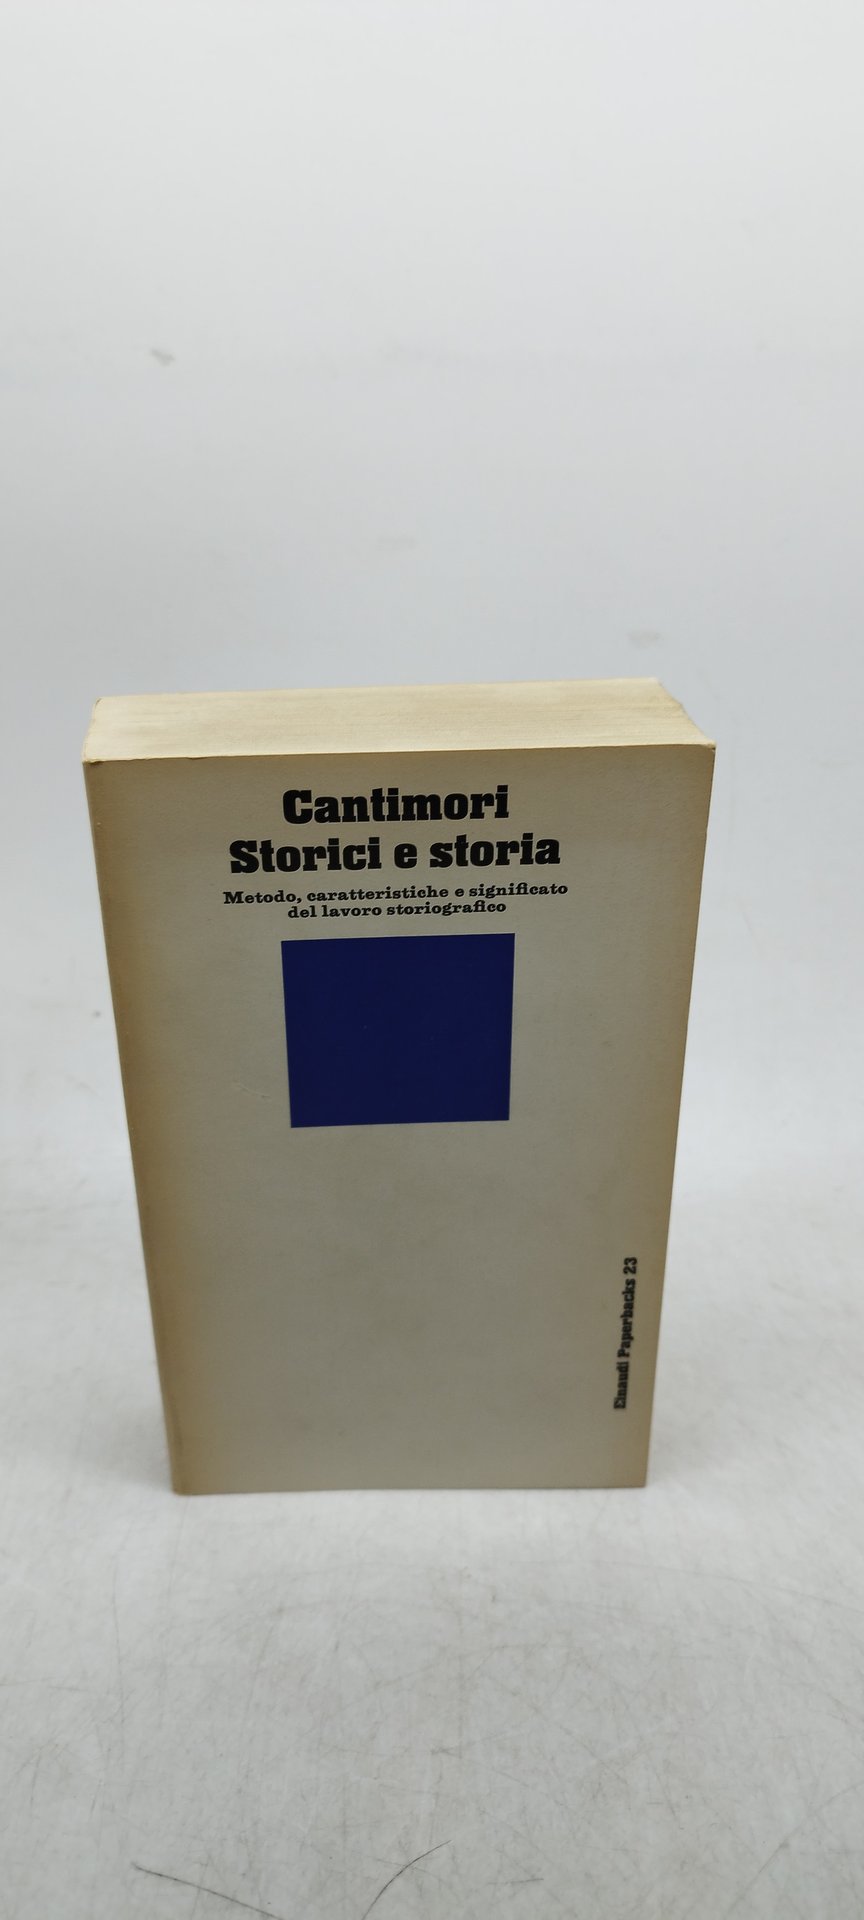 Cantimori
Storici e storia
Metodo, caratteristiche e significato
del lavoro storiografico
Einaudi Paperbacks 23